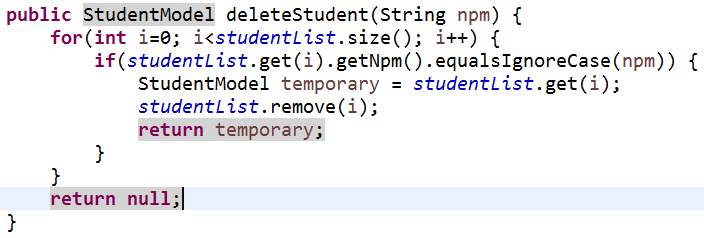 public StudentModel deleteStudent(String npm) {
    for(int i=0; i<studentList.size(); i++) {
        if(studentList.get(i).getNpm().equalsIgnoreCase(npm)) {
            StudentModel temporary = studentList.get(i);
            studentList.remove(i);
            return temporary;
        }
    }
    return null;
}